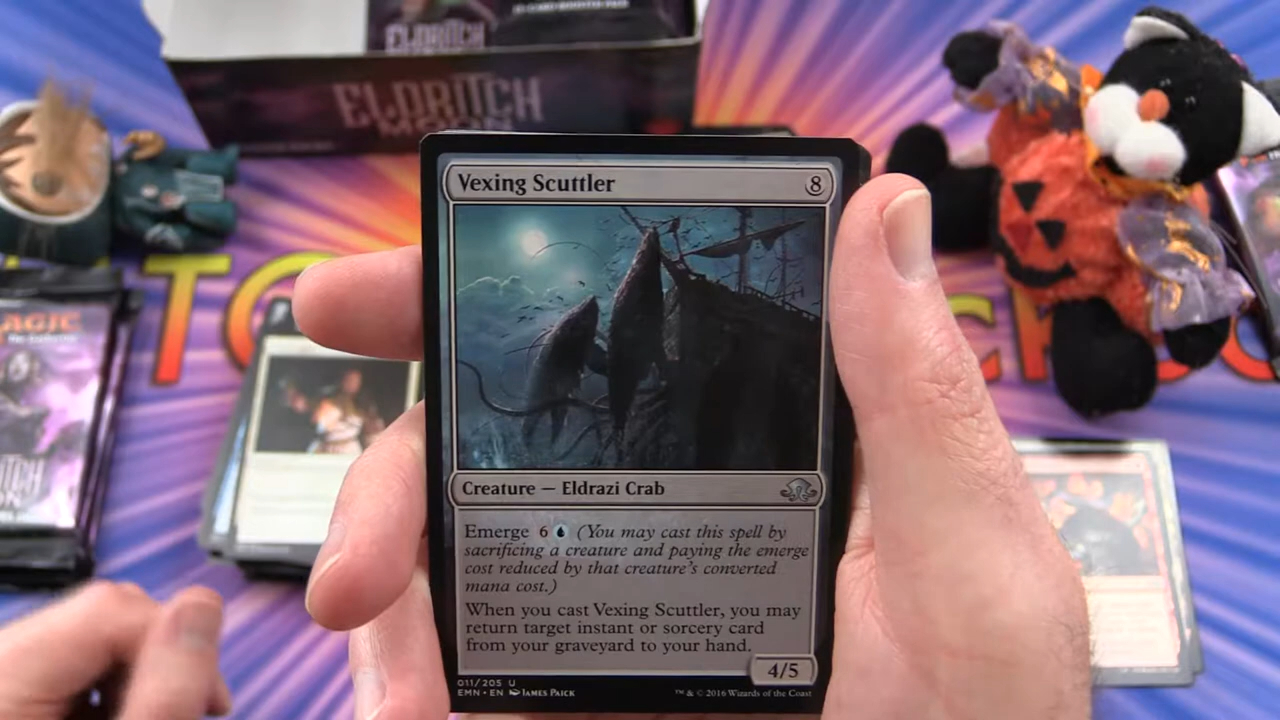 ELDRITCH
ELDRITCH
MOON
Vexing Scuttler 8
Creature — Eldrazi Crab
Emerge 6 (You may cast this spell by
sacrificing a creature and paying the emerge
cost reduced by that creature's converted
mana cost.)
When you cast Vexing Scuttler, you may
return target instant or sorcery card
from your graveyard to your hand.
4/5
011/205 U
EMN • EN James Paick
™ & © 2016 Wizards of the Coast